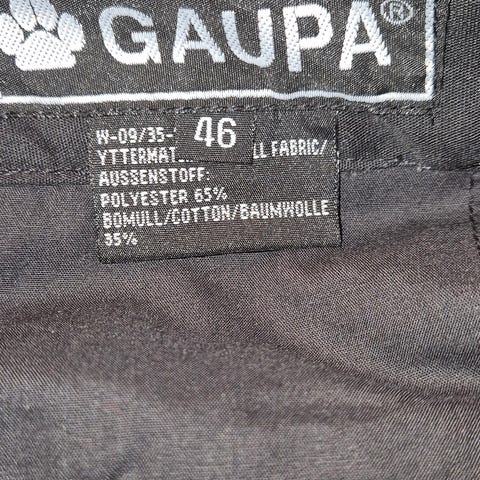 GAUPA®
46
W-09/35-
YTTERMAT LL FABRIC/
AUSSENSTOFF:
POLYESTER 65%
BOMULL/COTTON/BAUMWOLLE
35%